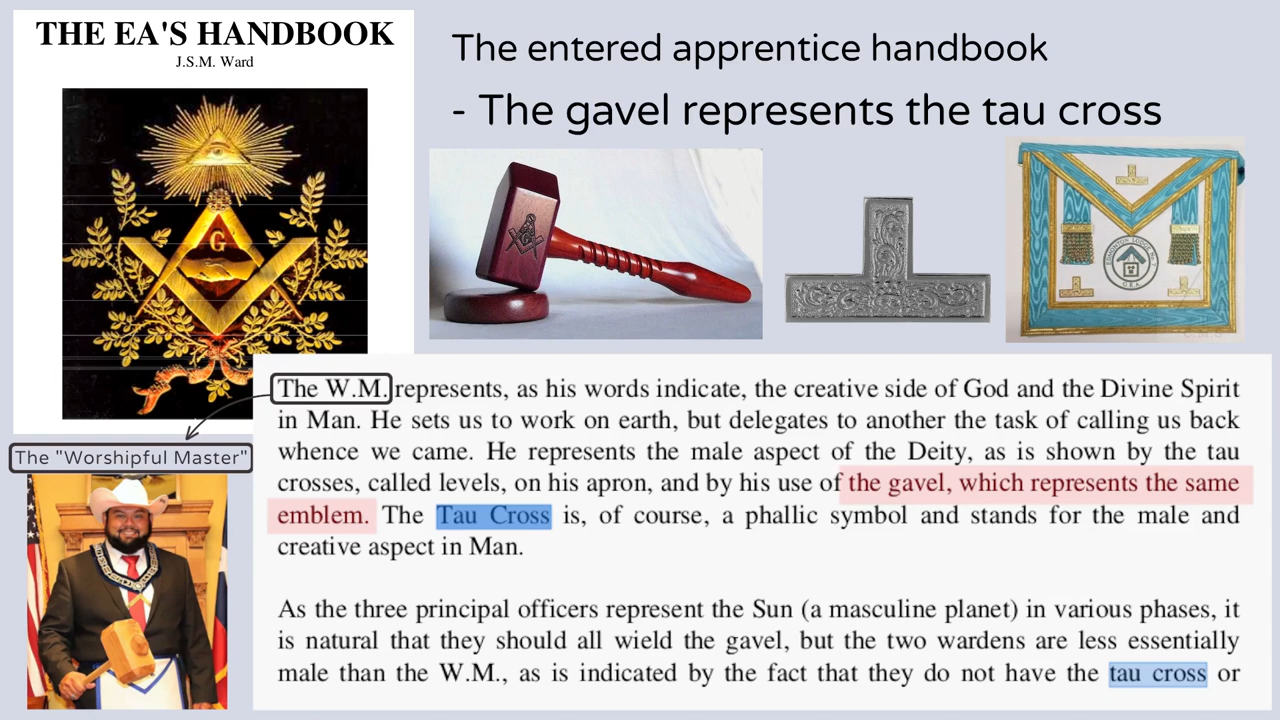 THE EA'S HANDBOOK
J.S.M. Ward
G
The entered apprentice handbook
- The gavel represents the tau cross
G
The W.M. represents, as his words indicate, the creative side of God and the Divine Spirit
in Man. He sets us to work on earth, but delegates to another the task of calling us back
whence we came. He represents the male aspect of the Deity, as is shown by the tau
crosses, called levels, on his apron, and by his use of the gavel, which represents the same
emblem. The Tau Cross is, of course, a phallic symbol and stands for the male and
creative aspect in Man.
As the three principal officers represent the Sun (a masculine planet) in various phases, it
is natural that they should all wield the gavel, but the two wardens are less essentially
male than the W.M., as is indicated by the fact that they do not have the tau cross or
The "Worshipful Master"